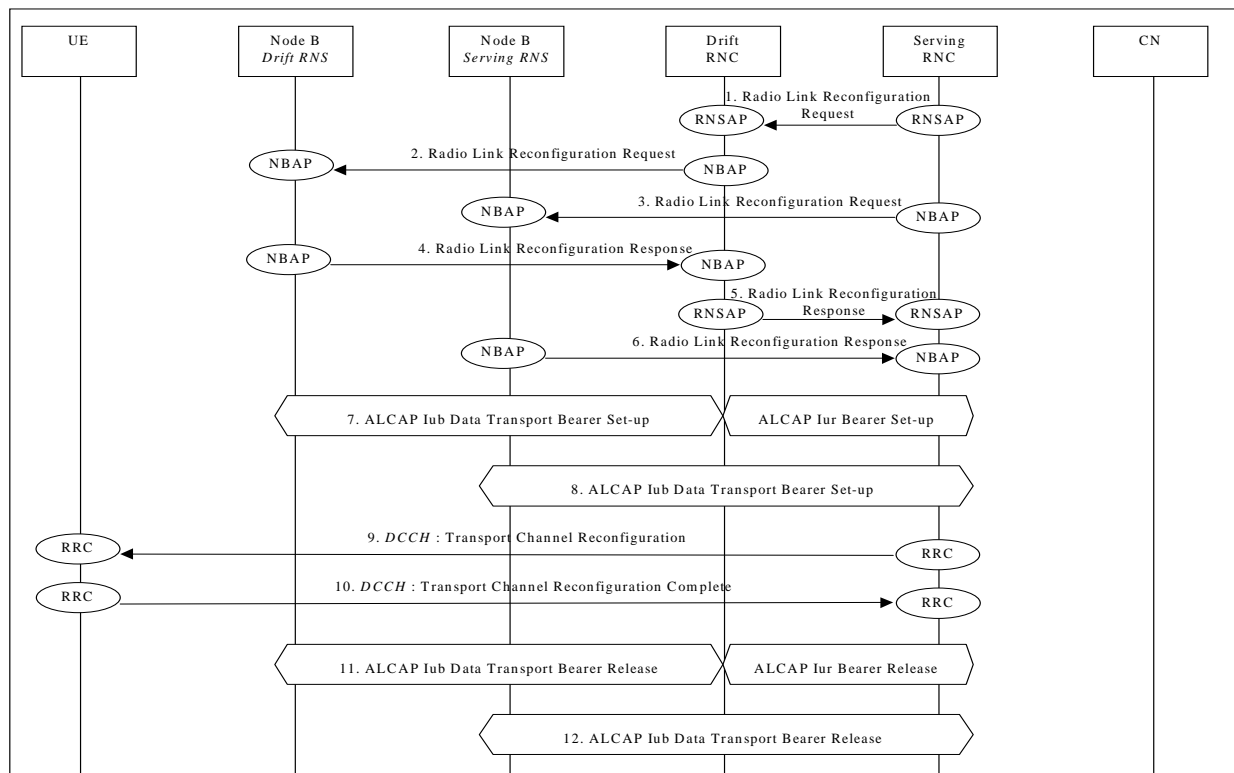 UE
Node B
Drift RNS
Node B
Serving RNS
Drift
RNC
Serving
RNC
CN
1. Radio Link Reconfiguration
Request
RNSAP
RNSAP
2. Radio Link Reconfiguration Request
NBAP
NBAP
3. Radio Link Reconfiguration Request
NBAP
NBAP
4. Radio Link Reconfiguration Response
NBAP
NBAP
5. Radio Link Reconfiguration
Response
RNSAP
RNSAP
6. Radio Link Reconfiguration Response
NBAP
NBAP
7. ALCAP Iub Data Transport Bearer Set-up
ALCAP Iur Bearer Set-up
8. ALCAP Iub Data Transport Bearer Set-up
9. DCCH : Transport Channel Reconfiguration
RRC
RRC
10. DCCH : Transport Channel Reconfiguration Complete
RRC
RRC
11. ALCAP Iub Data Transport Bearer Release
ALCAP Iur Bearer Release
12. ALCAP Iub Data Transport Bearer Release